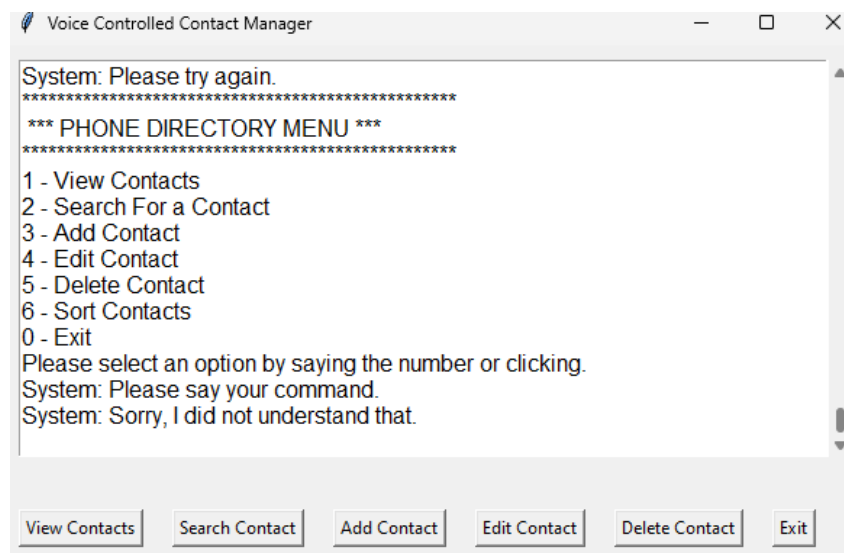 Voice Controlled Contact Manager
System: Please try again.
**************************************************
*** PHONE DIRECTORY MENU ***
**************************************************
1 - View Contacts
2 - Search For a Contact
3 - Add Contact
4 - Edit Contact
5 - Delete Contact
6 - Sort Contacts
0 - Exit
Please select an option by saying the number or clicking.
System: Please say your command.
System: Sorry, I did not understand that.
View Contacts Search Contact Add Contact Edit Contact Delete Contact Exit